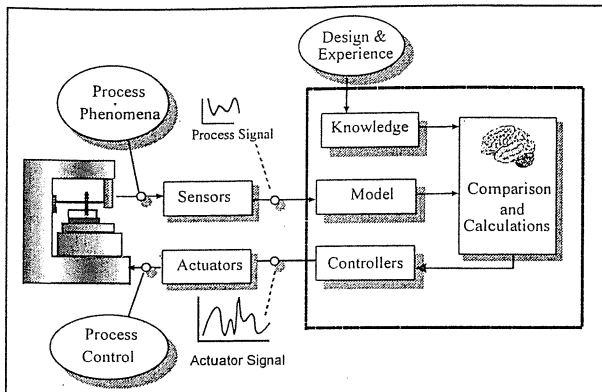 Design &
Experience
Process
Phenomena
Process Signal
Knowledge
Sensors
Model
Comparison
and
Calculations
Actuators
Controllers
Process
Control
Actuator Signal